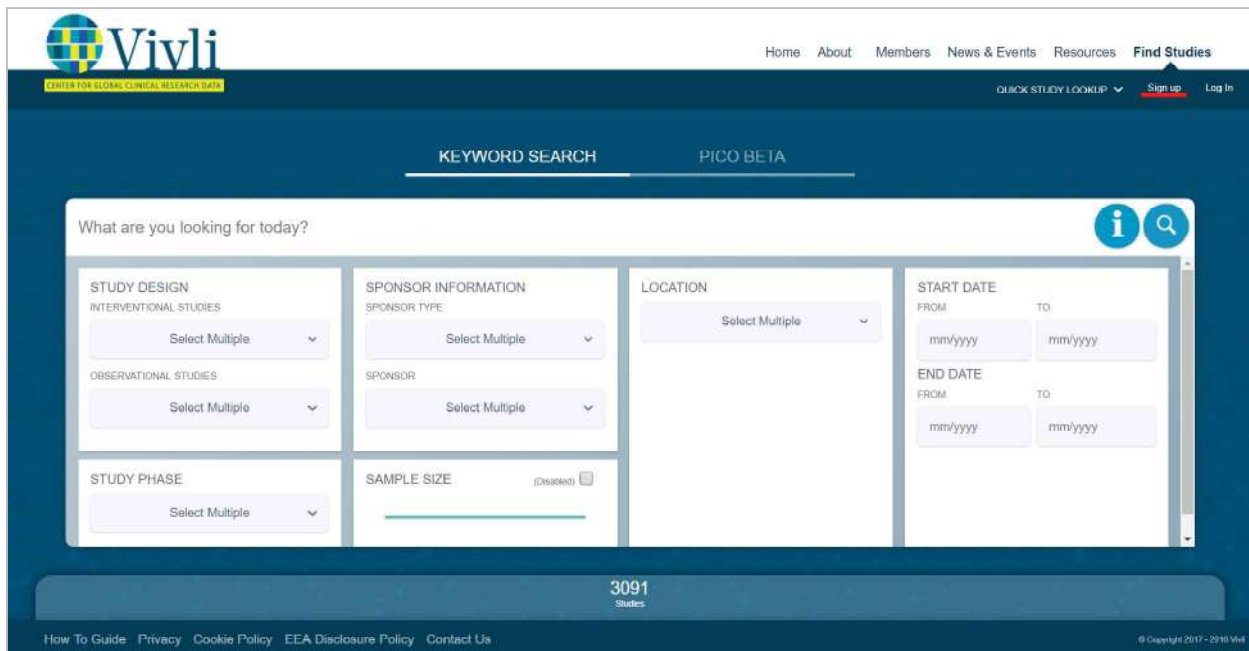 Vivli
CENTER FOR GLOBAL CLINICAL RESEARCH DATA
Home About Members News & Events Resources Find Studies
QUICK STUDY LOOKUP Sign up Log In
KEYWORD SEARCH PICO BETA
What are you looking for today?
STUDY DESIGN
INTERVENTIONAL STUDIES
Select Multiple
OBSERVATIONAL STUDIES
Select Multiple
SPONSOR INFORMATION
SPONSOR TYPE
Select Multiple
SPONSOR
Select Multiple
LOCATION
Select Multiple
START DATE
FROM TO
mm/yyyy mm/yyyy
END DATE
FROM TO
mm/yyyy mm/yyyy
STUDY PHASE
Select Multiple
SAMPLE SIZE (Disabled)
3091
Studies
How To Guide Privacy Cookie Policy EEA Disclosure Policy Contact Us
© Copyright 2017 - Vivli